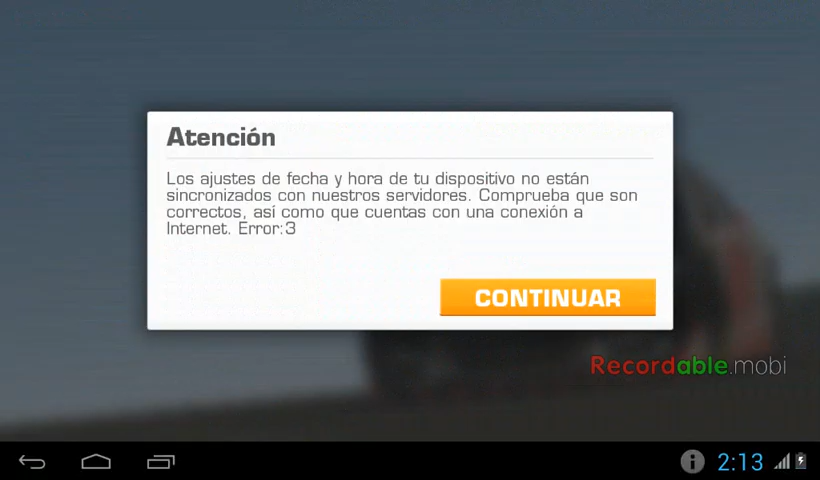 Atención
Los ajustes de fecha y hora de tu dispositivo no están
sincronizados con nuestros servidores. Comprueba que son
correctos, así como que cuentas con una conexión a
Internet. Error:3
CONTINUAR
Recordable.mobi
2:13